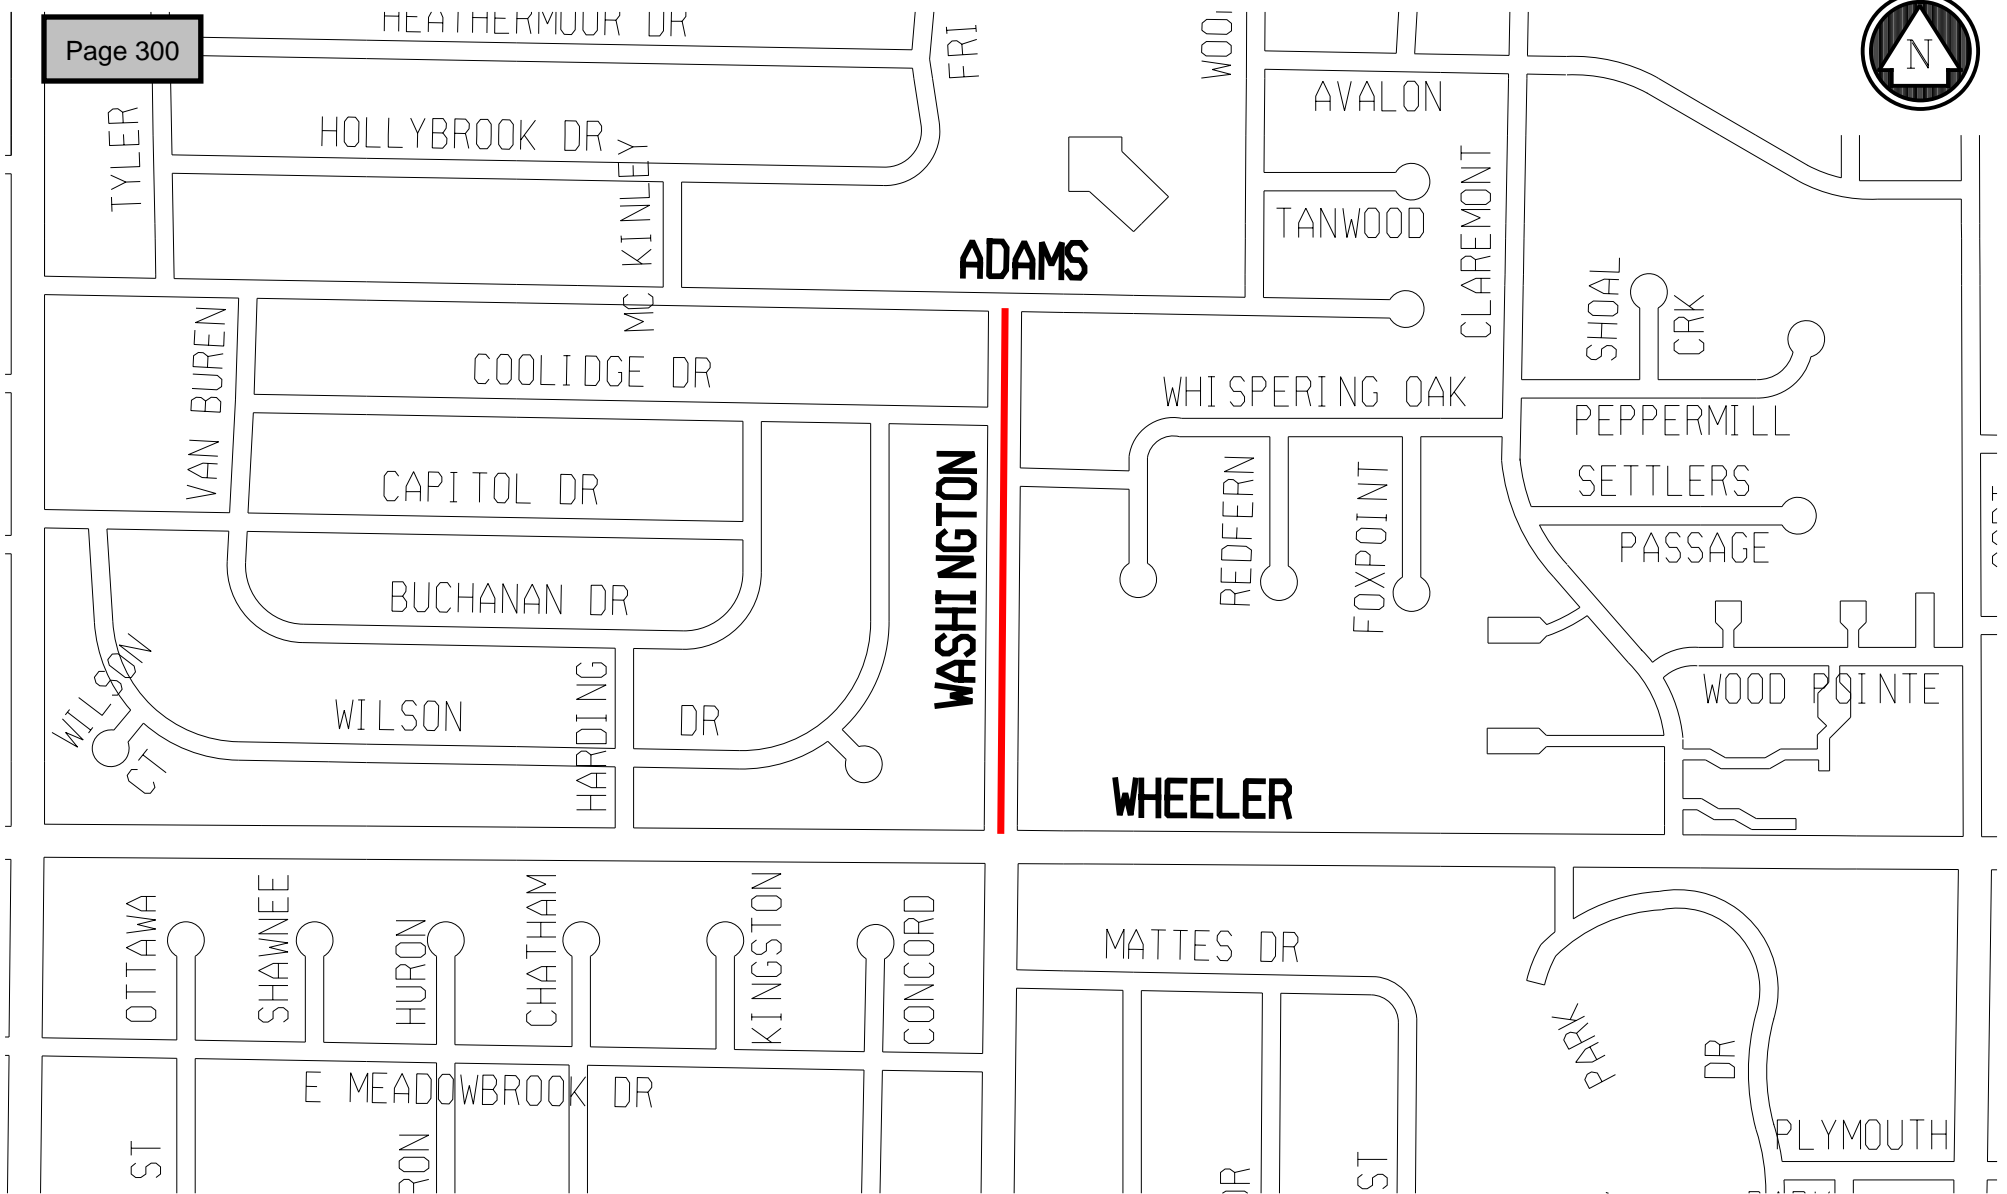 HEATHERMOOR DR
Page 300
N
AVALON
TYLER
HOLLYBROOK DR
MC KINLEY
TANWOOD
CLAREMONT
ADAMS
SHOAL
CRK
VAN BUREN
COOLIDGE DR
WHISPERING OAK
PEPPERMILL
CAPITOL DR
WASHINGTON
REDFERN
FOXPOINT
SETTLERS
PASSAGE
BUCHANAN DR
WILSON
CT
WILSON DR
HARDING
WOOD POINTE
WHEELER
OTTAWA
SHAWNEE
HURON
CHATHAM
KINGSTON
CONCORD
MATTES DR
PARK
DR
E MEADOWBROOK DR
ST
RON
DR
ST
PLYMOUTH